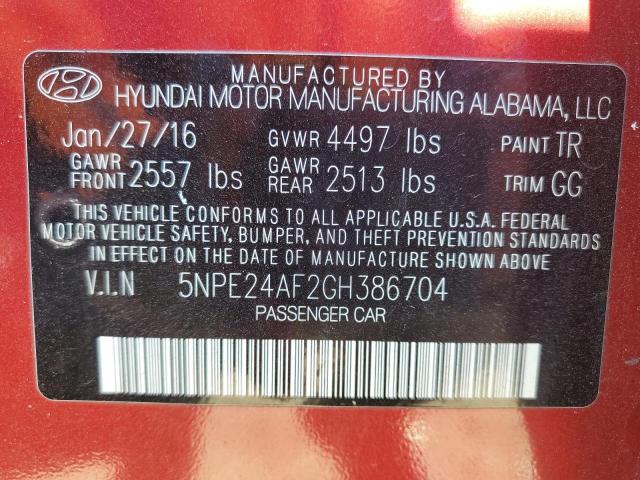 MANUFACTURED BY
HYUNDAI MOTOR MANUFACTURING ALABAMA, LLC
Jan/27/16 GVWR 4497 lbs PAINT TR
GAWR FRONT 2557 lbs GAWR REAR 2513 lbs TRIM GG
THIS VEHICLE CONFORMS TO ALL APPLICABLE U.S.A. FEDERAL
MOTOR VEHICLE SAFETY, BUMPER, AND THEFT PREVENTION STANDARDS
IN EFFECT ON THE DATE OF MANUFACTURE SHOWN ABOVE
V.I.N 5NPE24AF2GH386704
PASSENGER CAR